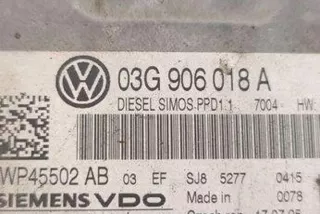 03G 906 018 A
DIESEL SIMOS-PPD1.1 7004 HW
WP45502 AB 03 EF SJ8 5277 0415
SIEMENS VDO Made in 0078